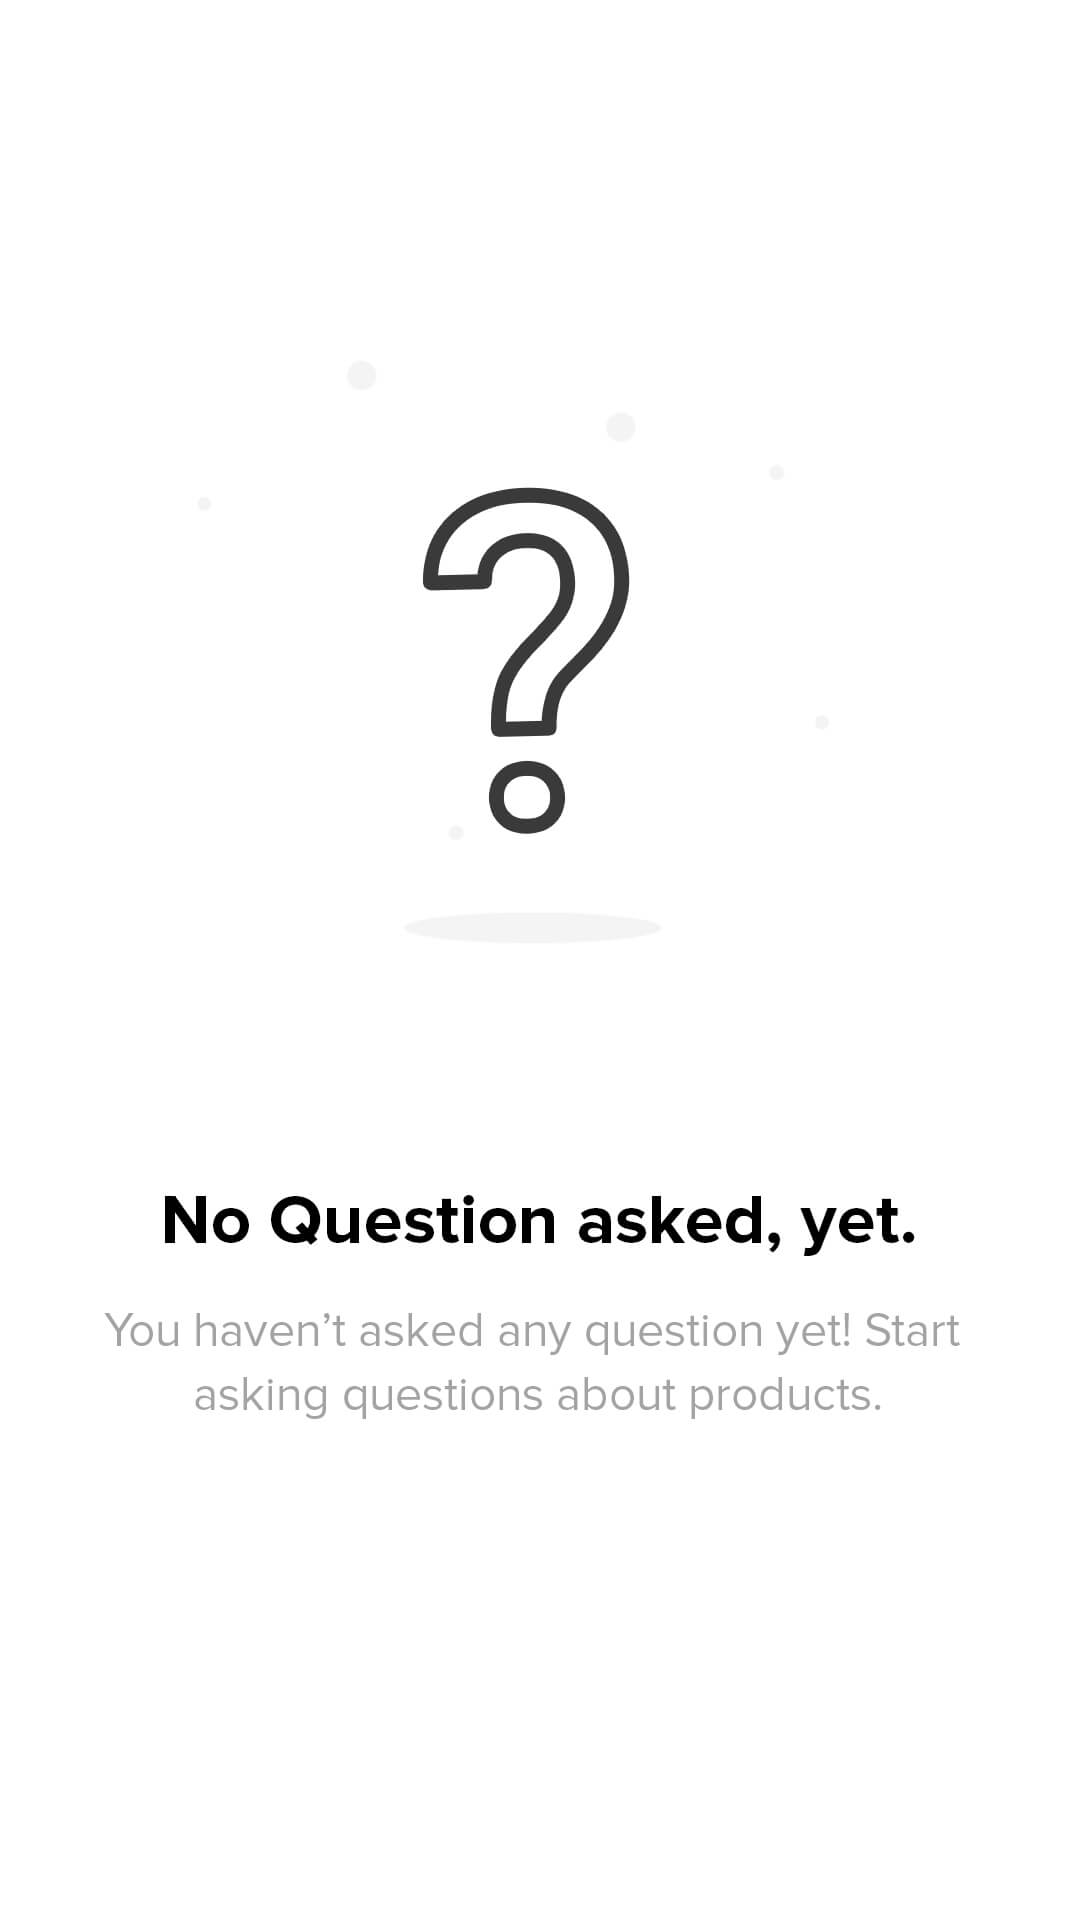 ?
No Question asked, yet.
You haven’t asked any question yet! Start
asking questions about products.